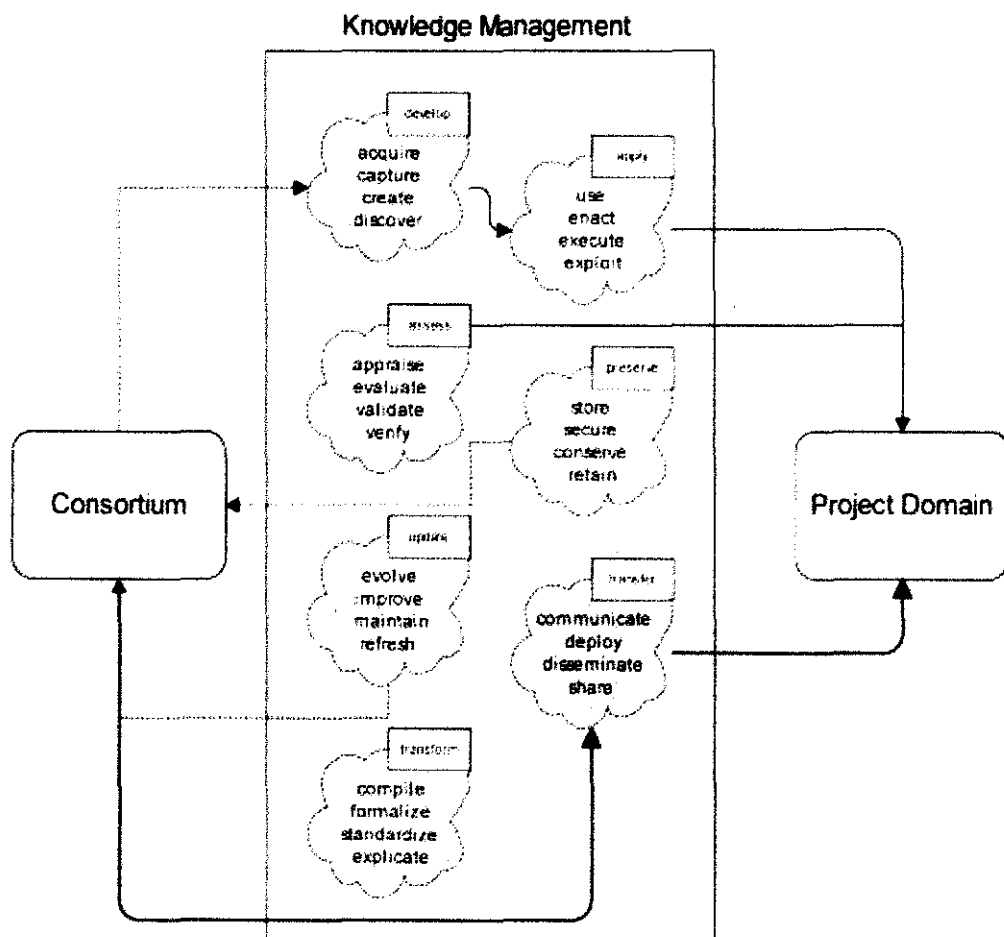 Knowledge Management
develop
acquire
capture
create
discover
apply
use
enact
execute
exploit
assess
appraise
evaluate
validate
verify
preserve
store
secure
conserve
retain
Consortium
Project Domain
update
evolve
improve
maintain
refresh
transfer
communicate
deploy
disseminate
share
transform
compile
formalize
standardize
explicate